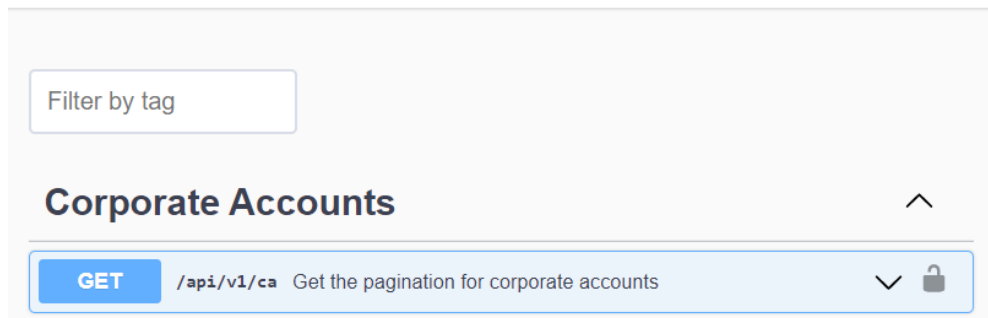 Filter by tag
Corporate Accounts
GET /api/v1/ca Get the pagination for corporate accounts